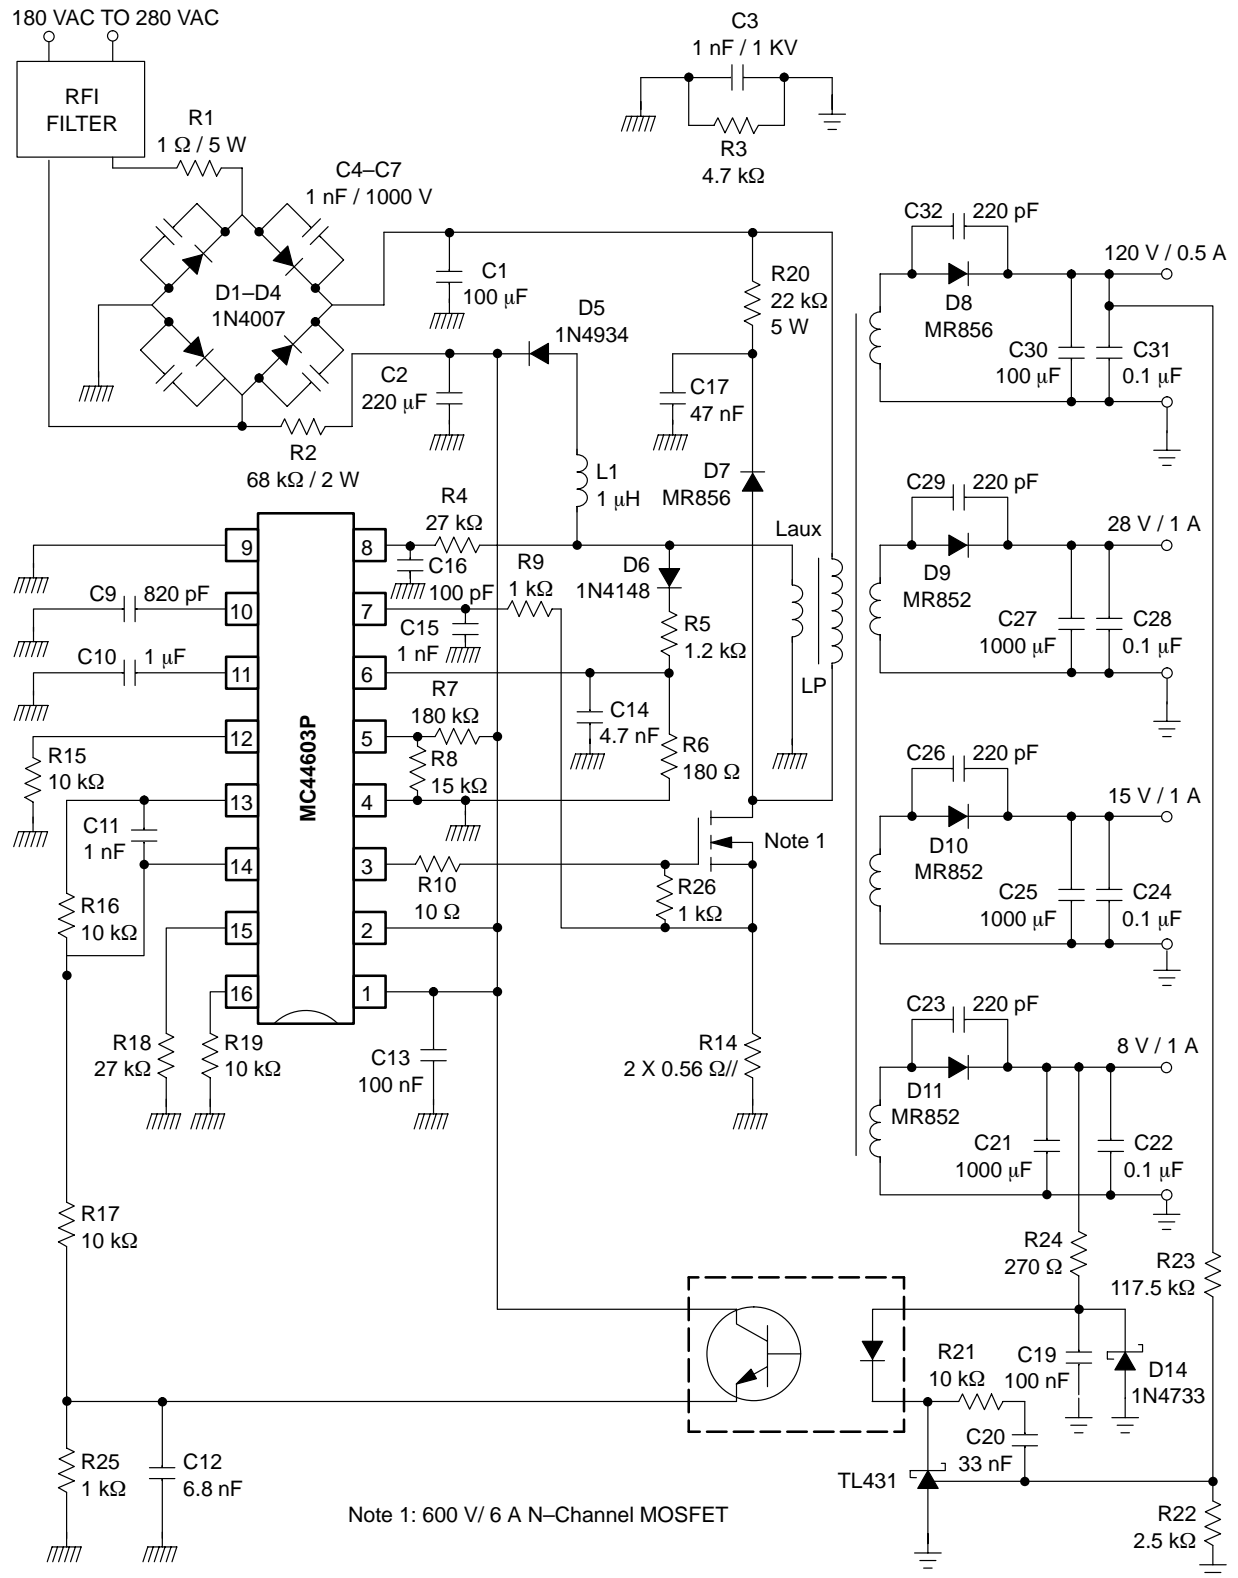 180 VAC TO 280 VAC
RFI
FILTER
R1
1 Ω / 5 W
C3
1 nF / 1 KV
R3
4.7 kΩ
C4–C7
1 nF / 1000 V
D1–D4
1N4007
C1
100 μF
R20
22 kΩ
5 W
D5
1N4934
C2
220 μF
C17
47 nF
R2
68 kΩ / 2 W
L1
1 μH
D7
MR856
C32
220 pF
D8
MR856
120 V / 0.5 A
C30
100 μF
C31
0.1 μF
C29
220 pF
D9
MR852
28 V / 1 A
C27
1000 μF
C28
0.1 μF
R4
27 kΩ
C16
100 pF
R9
1 kΩ
D6
1N4148
Laux
LP
C15
1 nF
R5
1.2 kΩ
C9
820 pF
C10
1 μF
MC44603P
9
10
11
12
13
14
15
16
8
7
6
5
4
3
2
1
R7
180 kΩ
R8
15 kΩ
C14
4.7 nF
R6
180 Ω
R15
10 kΩ
C11
1 nF
R16
10 kΩ
R10
10 Ω
R26
1 kΩ
Note 1
C26
220 pF
D10
MR852
15 V / 1 A
C25
1000 μF
C24
0.1 μF
R18
27 kΩ
R19
10 kΩ
C13
100 nF
R14
2 X 0.56 Ω//
C23
220 pF
D11
MR852
8 V / 1 A
C21
1000 μF
C22
0.1 μF
R17
10 kΩ
R24
270 Ω
R23
117.5 kΩ
R21
10 kΩ
C19
100 nF
D14
1N4733
C20
33 nF
TL431
R25
1 kΩ
C12
6.8 nF
R22
2.5 kΩ
Note 1: 600 V/ 6 A N–Channel MOSFET